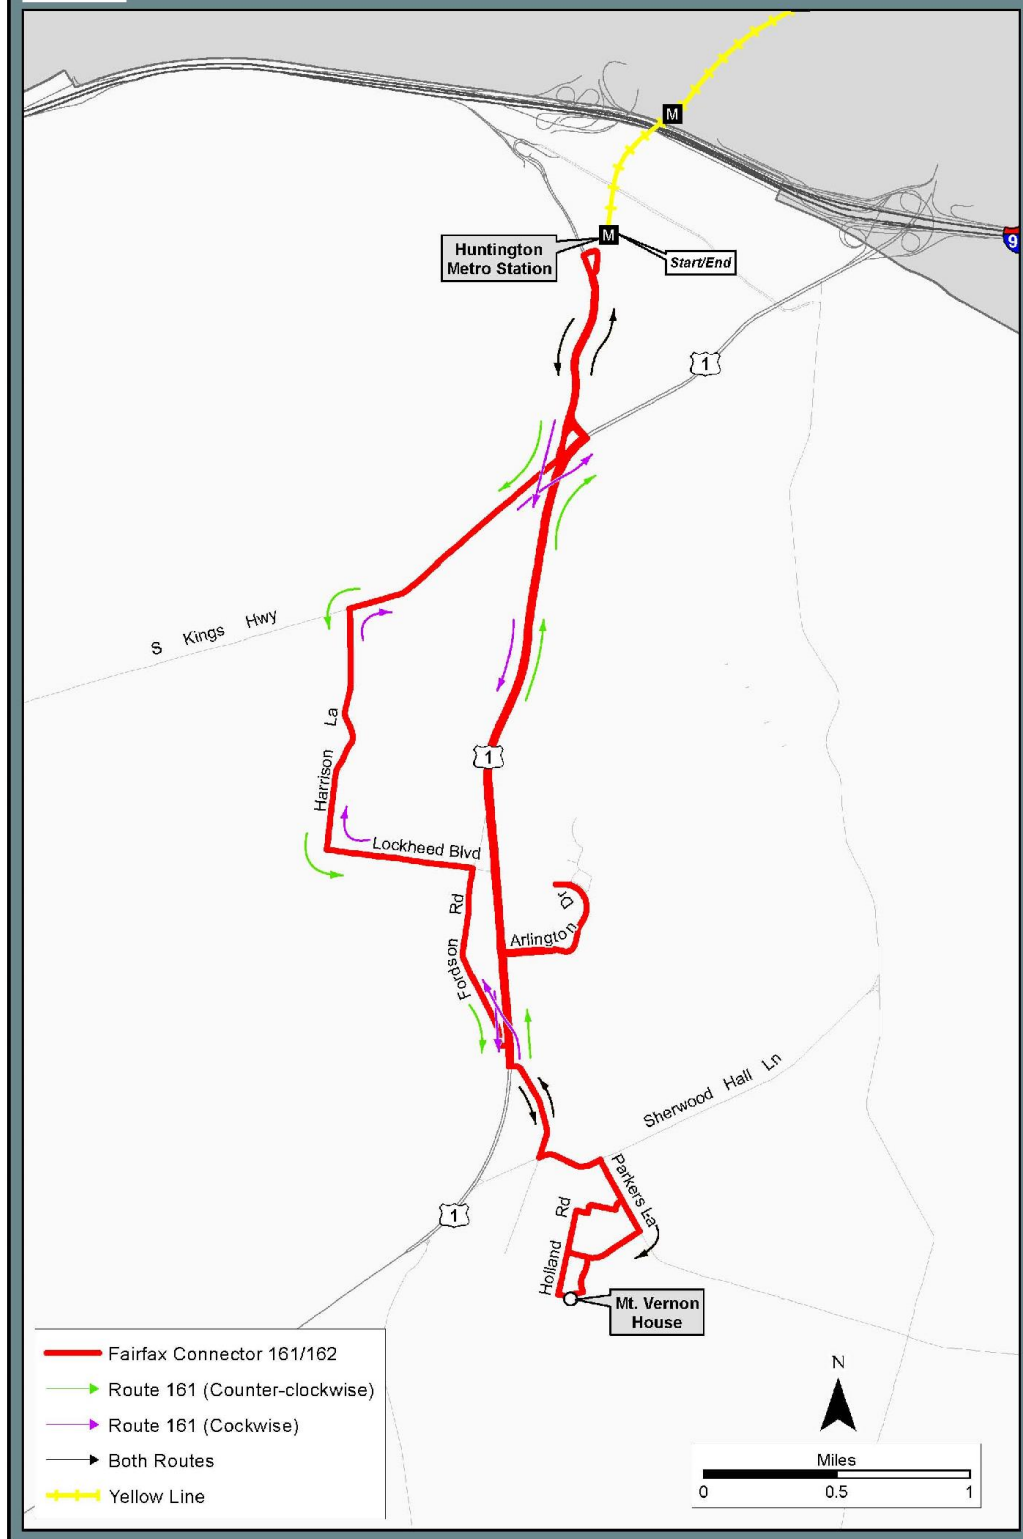 M
M
Huntington
Metro Station
Start/End
9
1
S Kings Hwy
Harrison La
1
Lockheed Blvd
Fordson Rd
Arlington Dr
Sherwood Hall Ln
Parkers La
Holland Rd
1
Mt. Vernon
House
Fairfax Connector 161/162
Route 161 (Counter-clockwise)
Route 161 (Cockwise)
Both Routes
Yellow Line
N
Miles
0 0.5 1